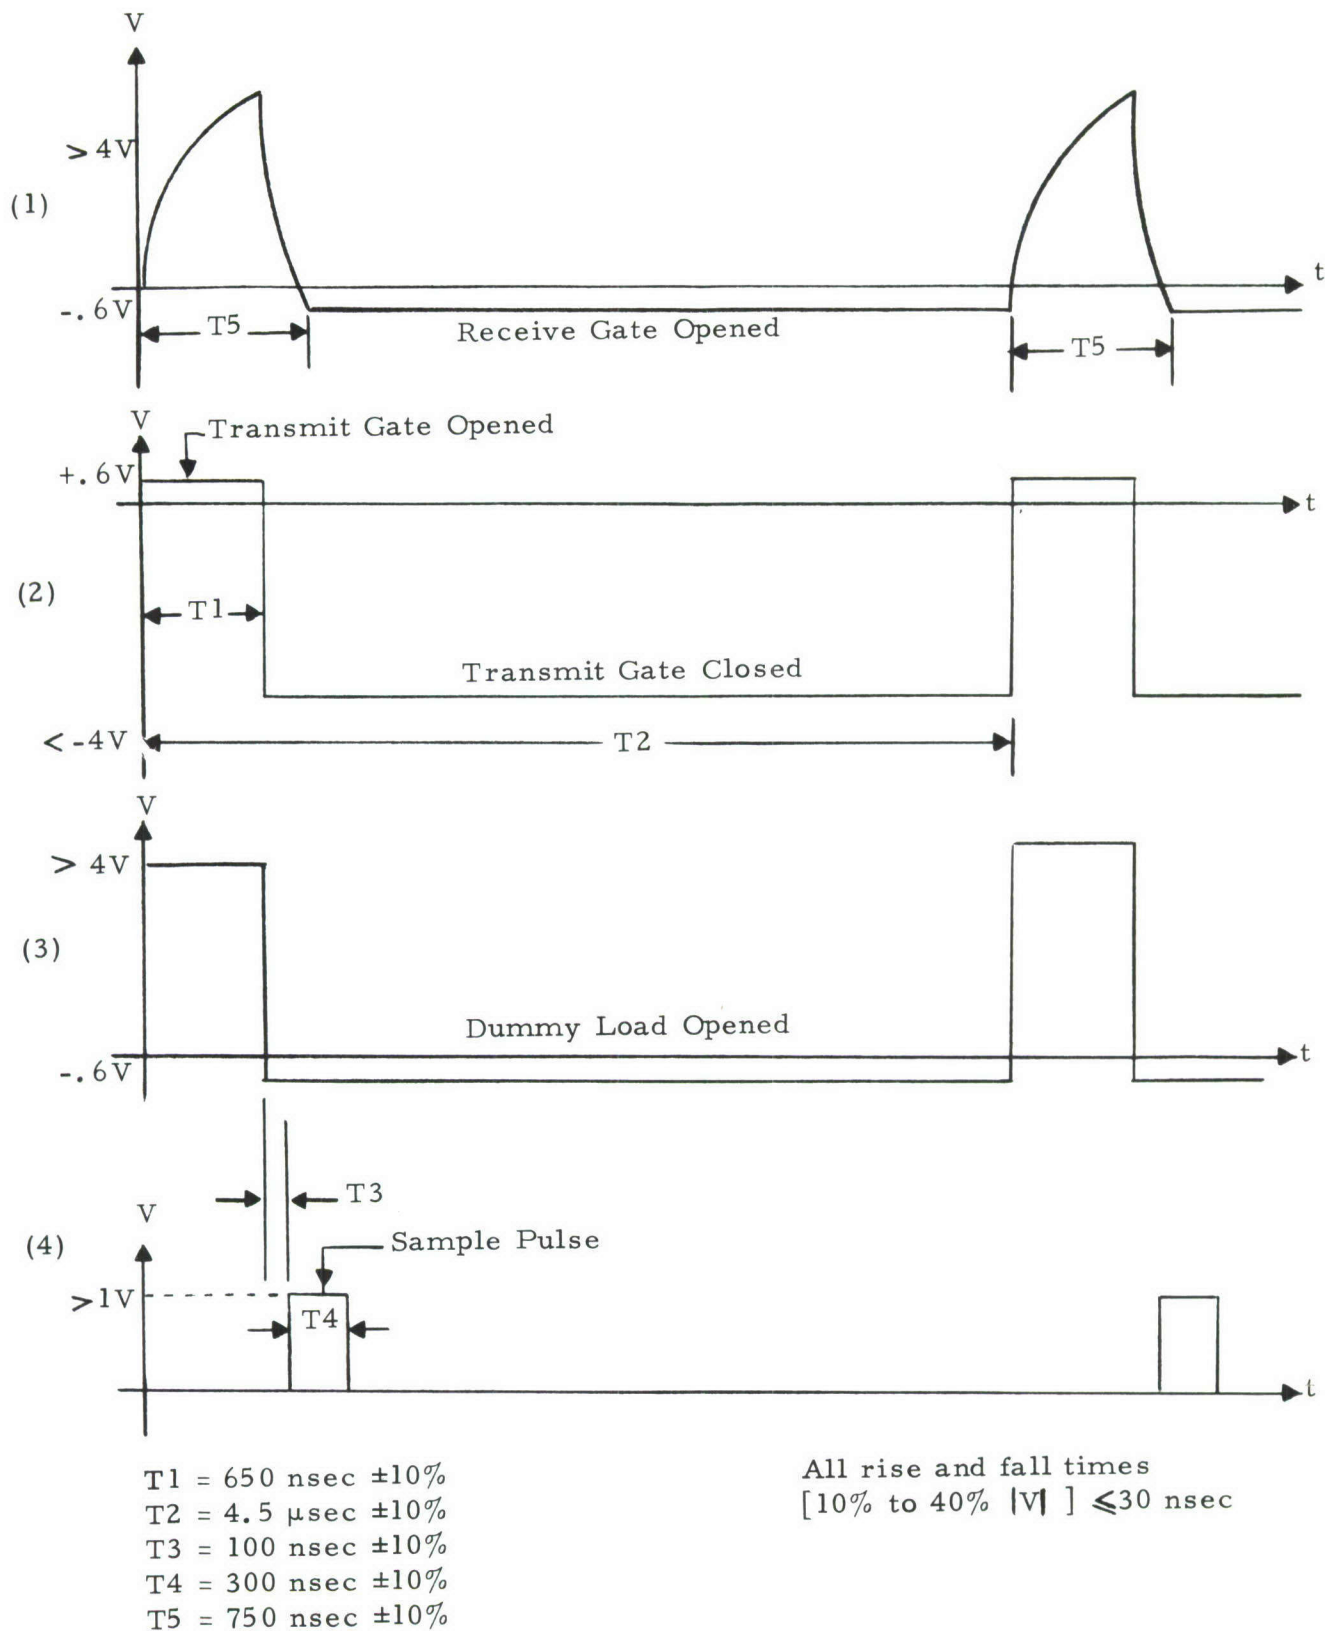 V
> 4V
(1)
t
-.6V
T5
Receive Gate Opened
T5
V
Transmit Gate Opened
+.6V
t
(2)
T1
Transmit Gate Closed
< -4V
T2
V
> 4V
(3)
Dummy Load Opened
t
-.6V
T3
V
(4)
Sample Pulse
>1V
T4
t
T1 = 650 nsec ±10%
T2 = 4.5 μsec ±10%
T3 = 100 nsec ±10%
T4 = 300 nsec ±10%
T5 = 750 nsec ±10%
All rise and fall times
[10% to 40% |V| ] ≤30 nsec